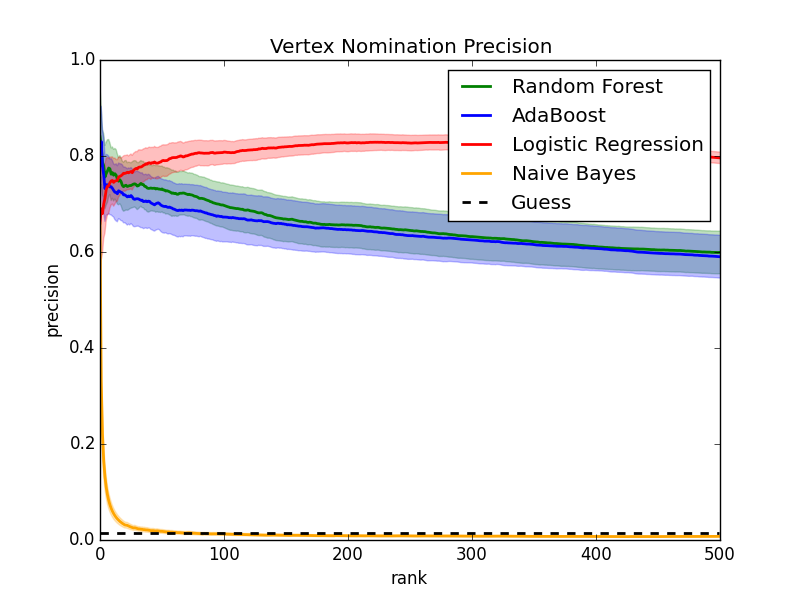 Vertex Nomination Precision
1.0
0.8
0.6
0.4
0.2
0.0
precision
Random Forest
AdaBoost
Logistic Regression
Naive Bayes
Guess
0 100 200 300 400 500
rank